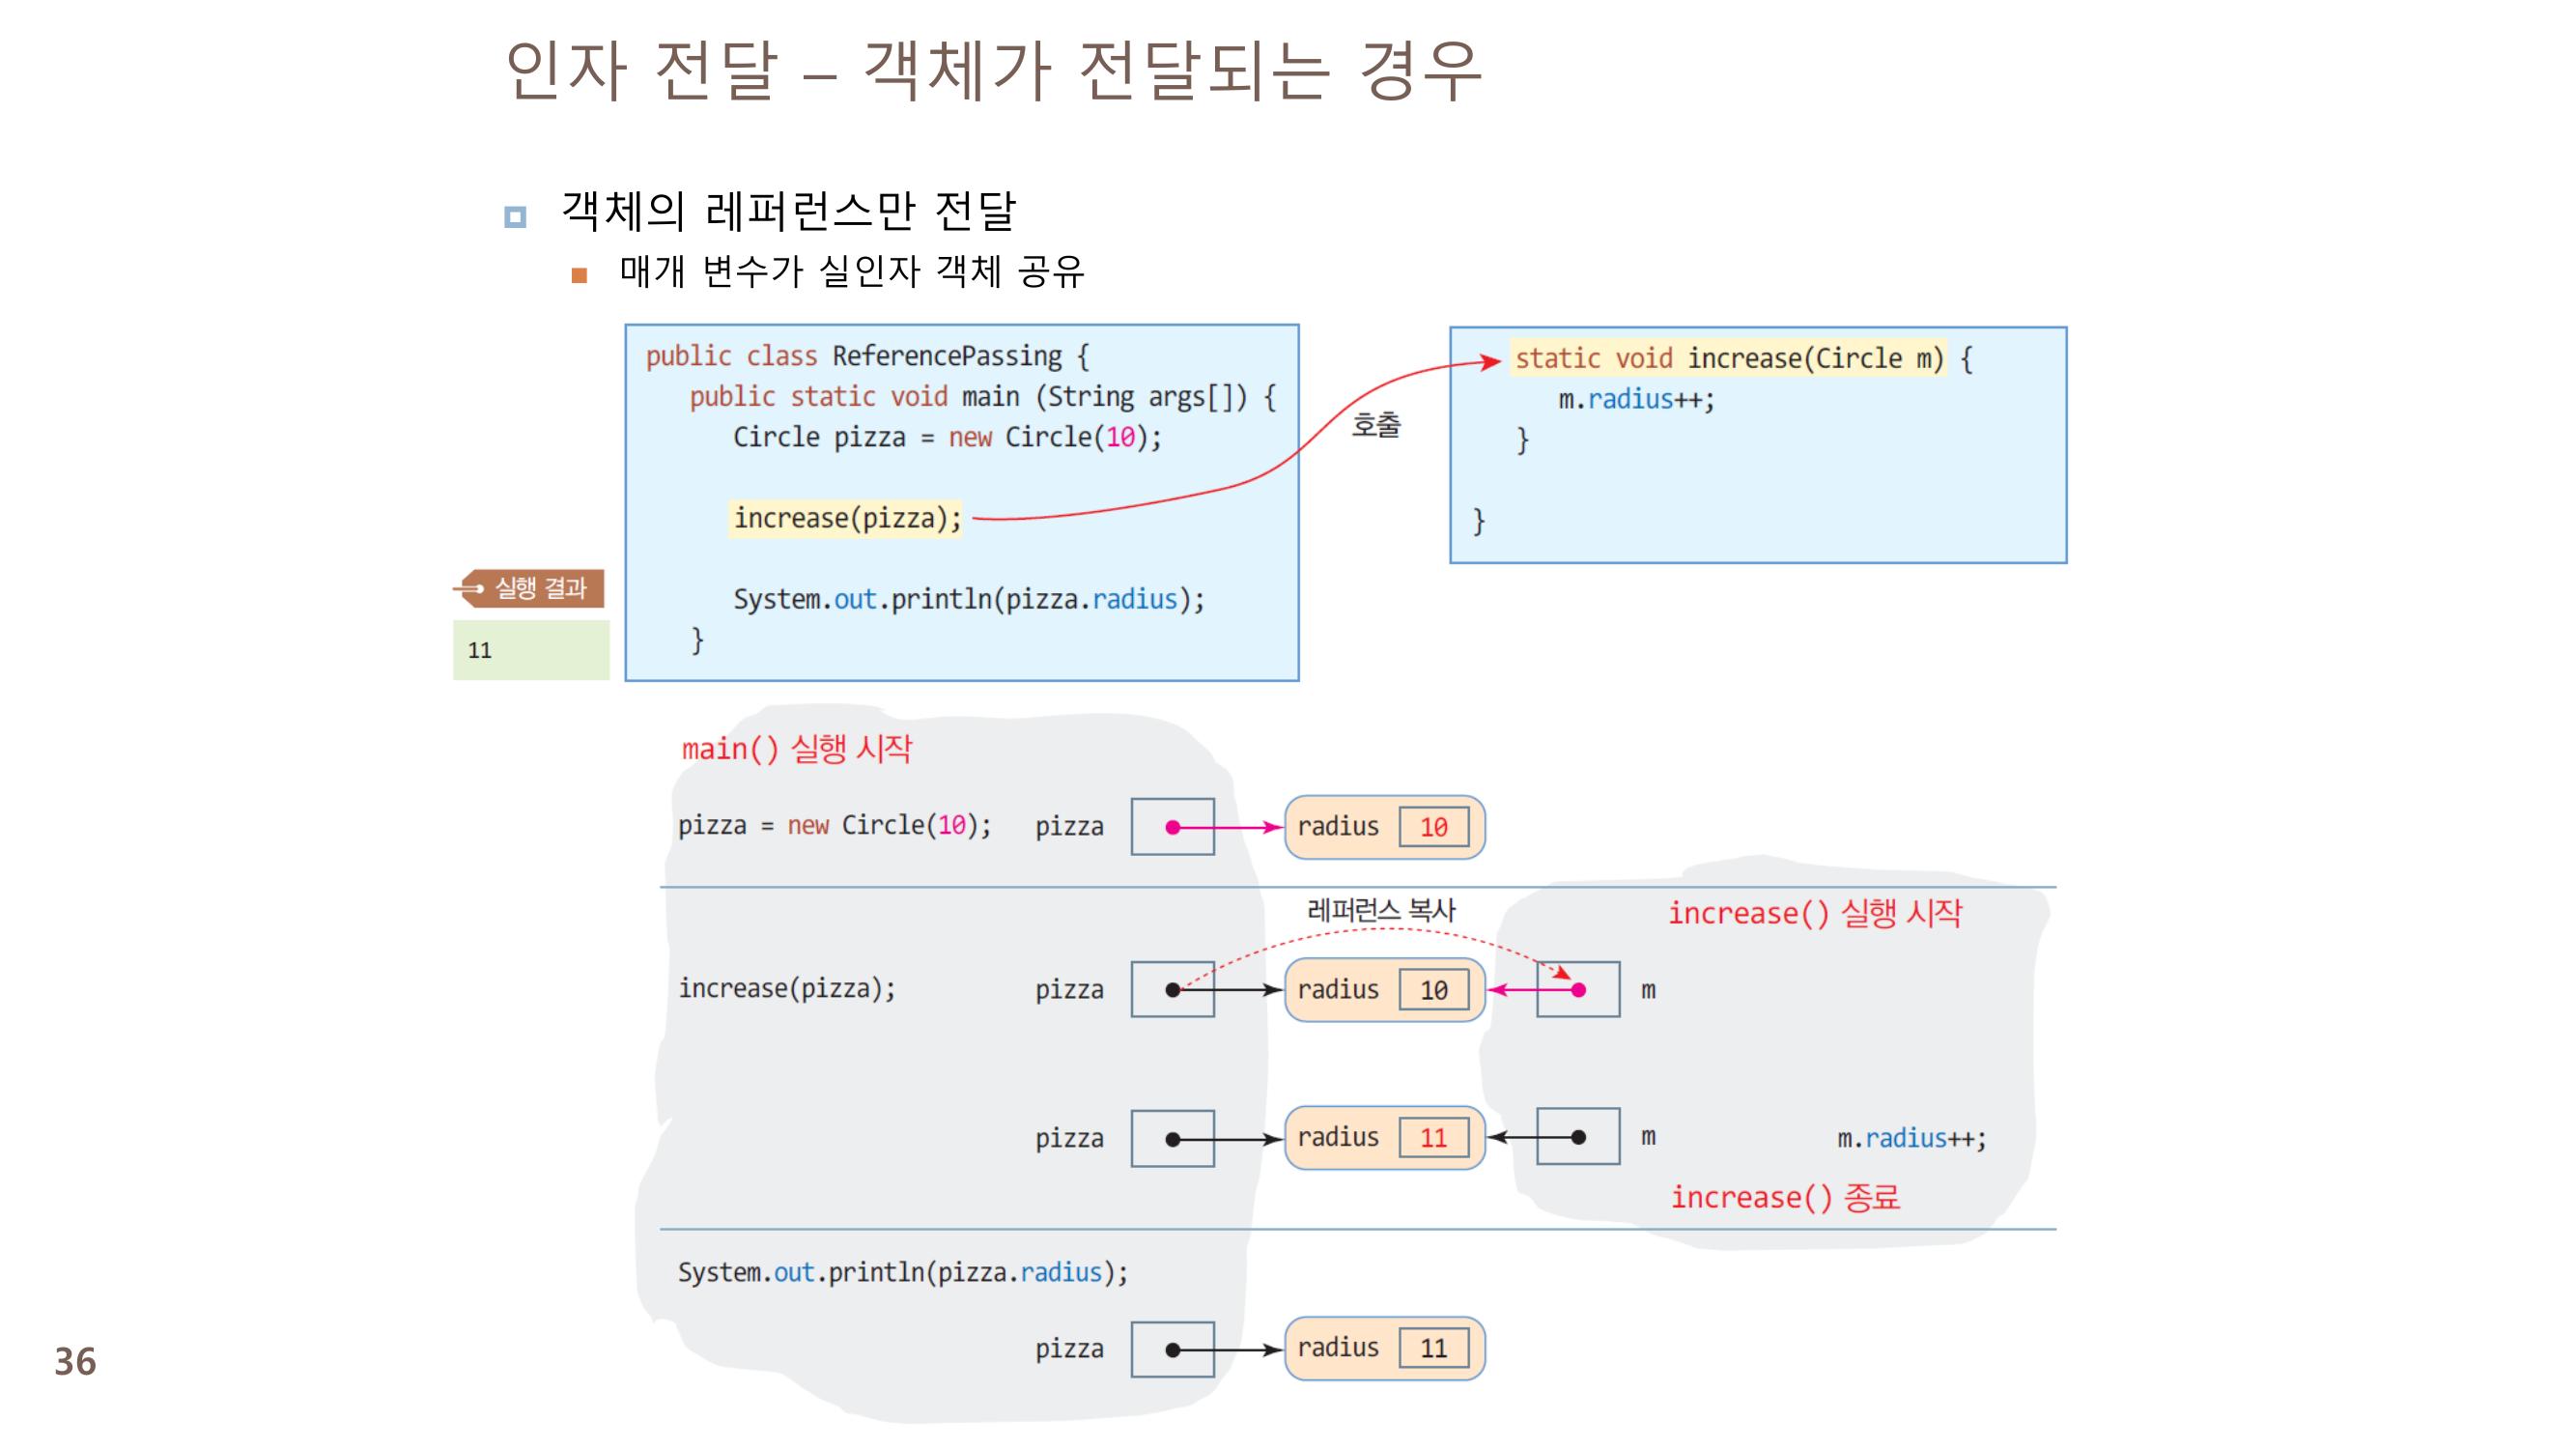 인자 전달 – 객체가 전달되는 경우
객체의 레퍼런스만 전달
매개 변수가 실인자 객체 공유
public class ReferencePassing {
public static void main (String args[]) {
Circle pizza = new Circle(10);
increase(pizza);
System.out.println(pizza.radius);
}
호출
static void increase(Circle m) {
m.radius++;
}
}
실행 결과
11
main() 실행 시작
pizza = new Circle(10); pizza radius 10
레퍼런스 복사 increase() 실행 시작
increase(pizza); pizza radius 10 m
pizza radius 11 m m.radius++;
increase() 종료
System.out.println(pizza.radius);
pizza radius 11
36